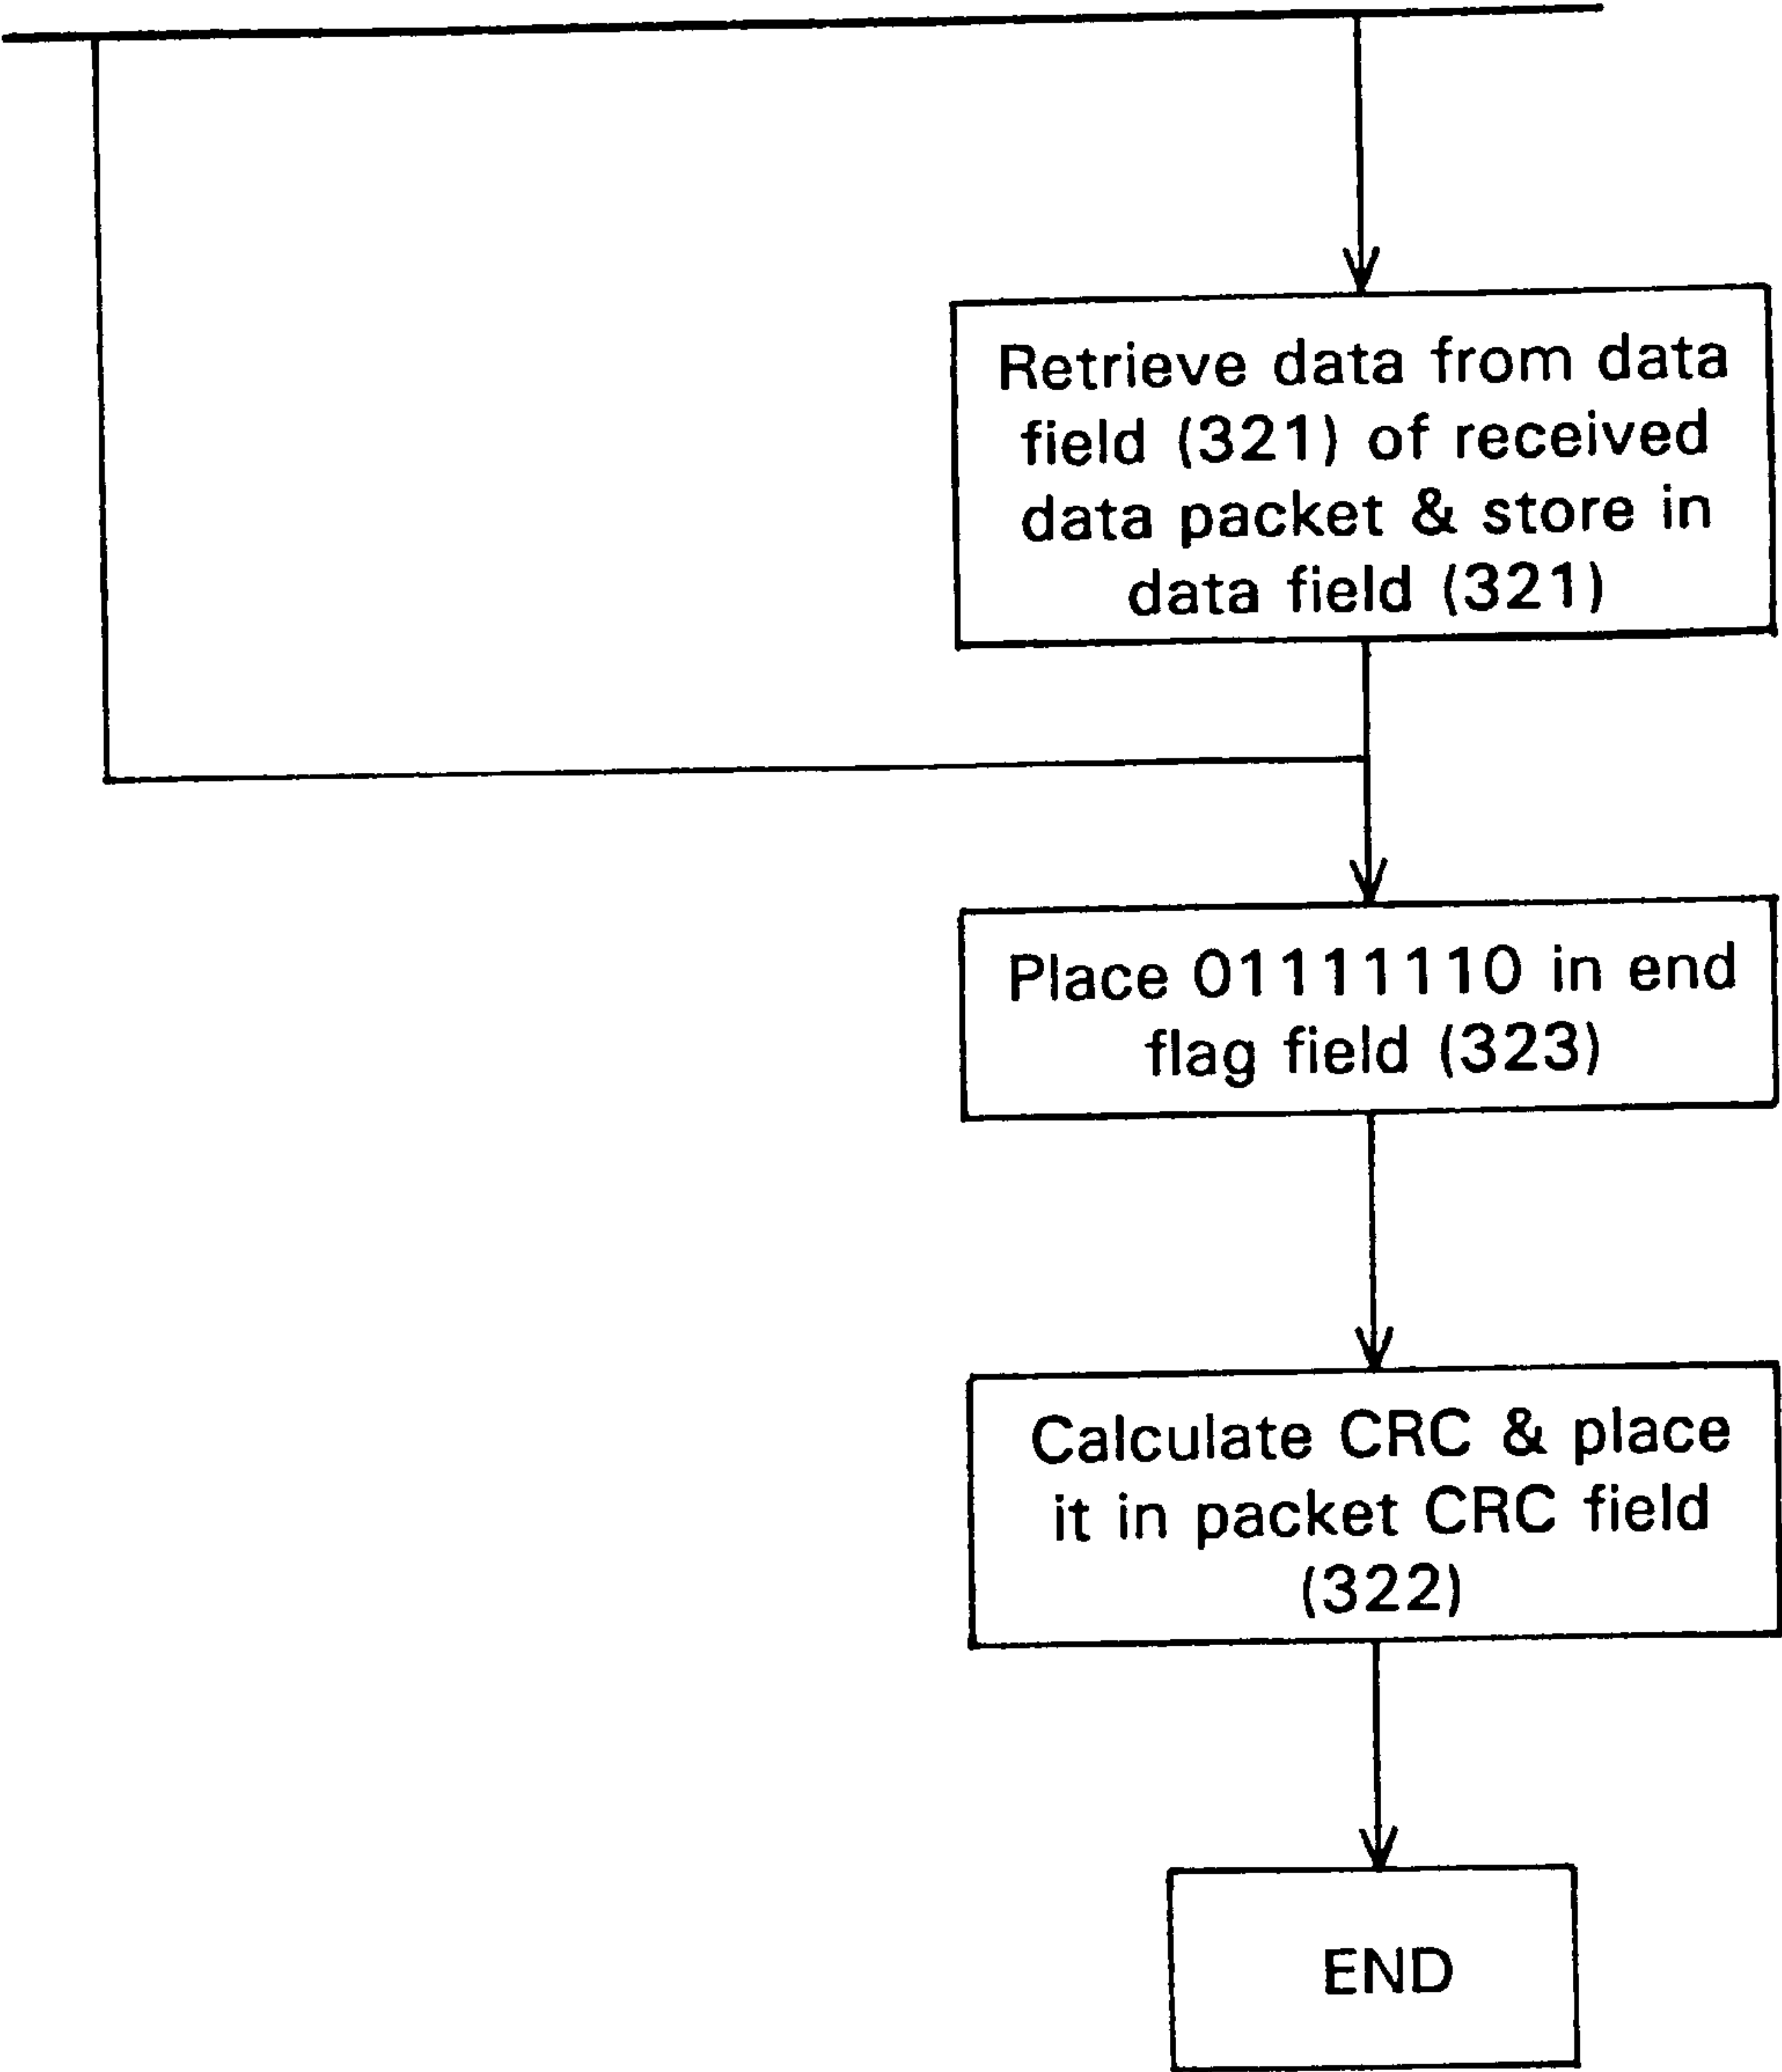 Retrieve data from data
field (321) of received
data packet & store in
data field (321)
Place 01111110 in end
flag field (323)
Calculate CRC & place
it in packet CRC field
(322)
END